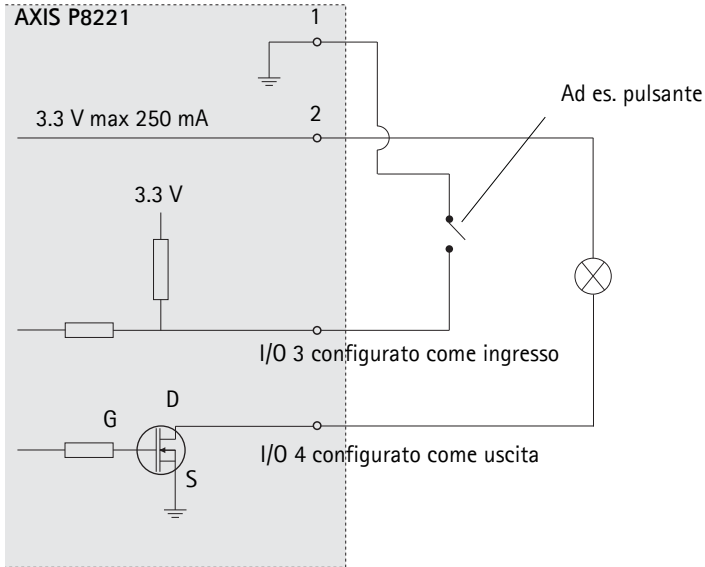 AXIS P8221
1
Ad es. pulsante
3.3 V max 250 mA
2
3.3 V
I/O 3 configurato come ingresso
D
G
I/O 4 configurato come uscita
S